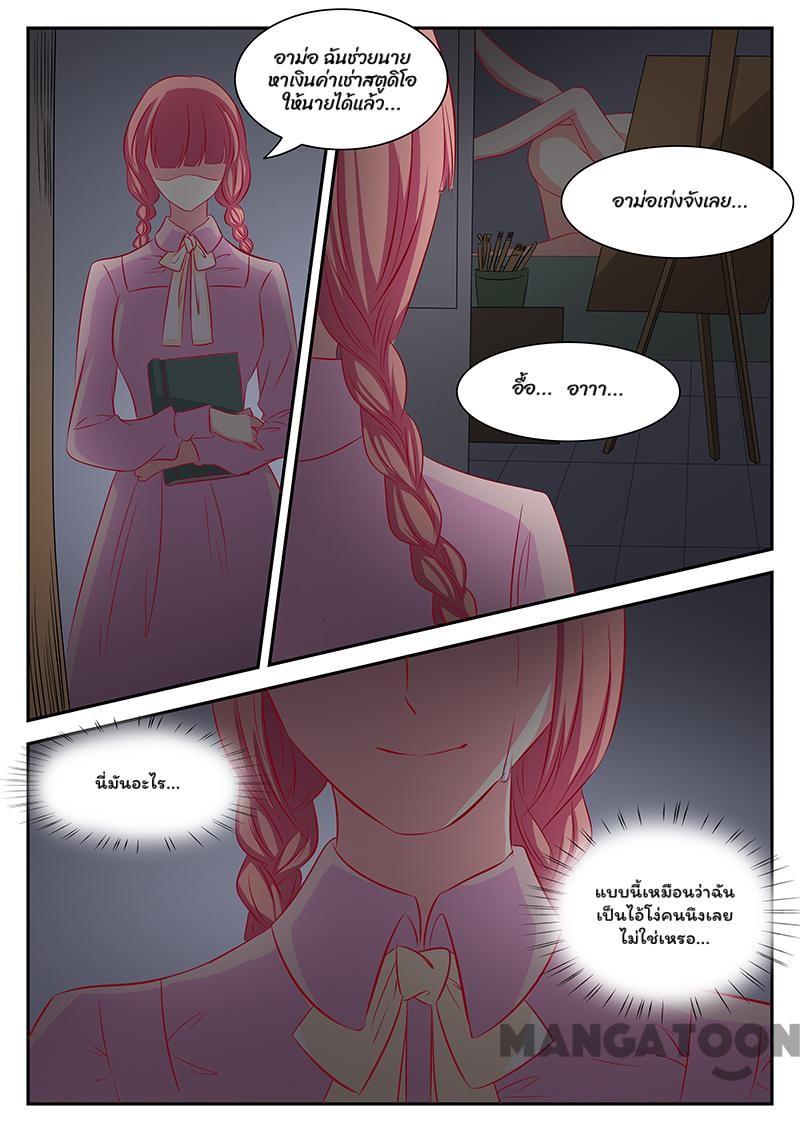 อาม่อ ฉันช่วยนาย
หาเงินค่าเช่าสตูดิโอ
ให้นายได้แล้ว...
อาม่อเก่งจังเลย...
อื้อ... อาาา...
นี่มันอะไร...
แบบนี้เหมือนว่าฉัน
เป็นไอ้โง่คนนึงเลย
ไม่ใช่เหรอ...
MANGATOON